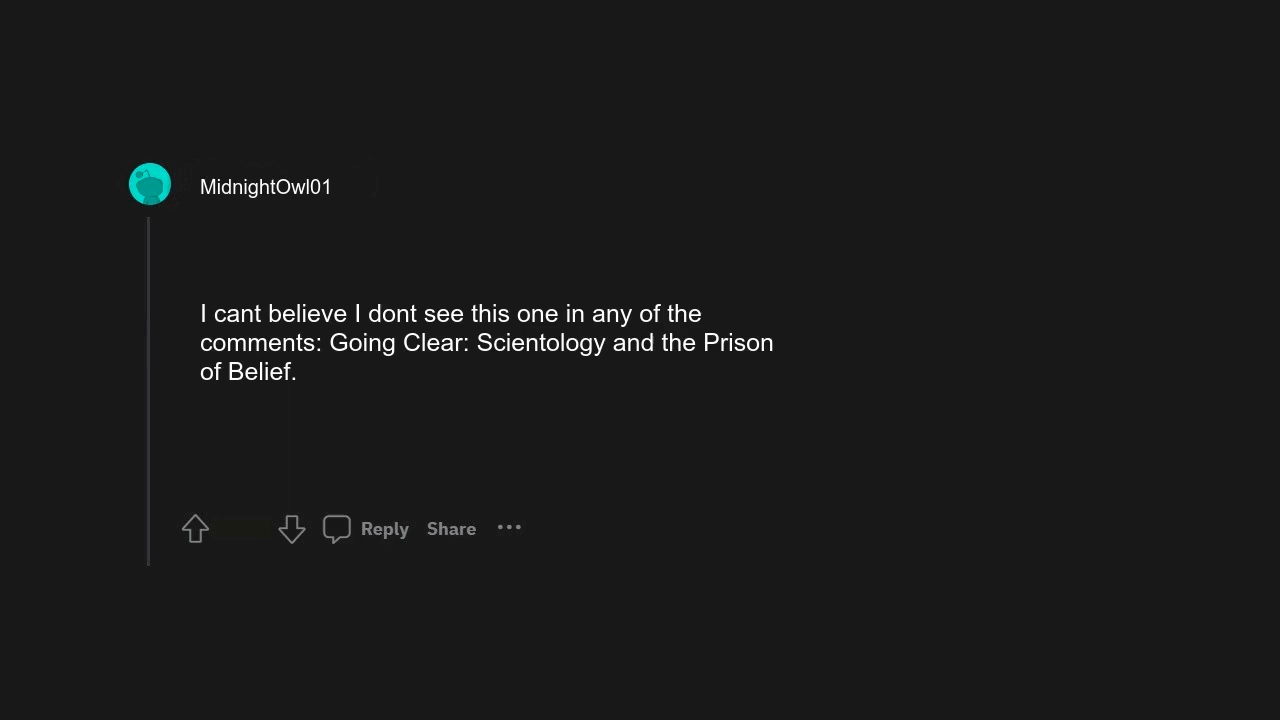 MidnightOwl01
I cant believe I dont see this one in any of the
comments: Going Clear: Scientology and the Prison
of Belief.
Reply Share